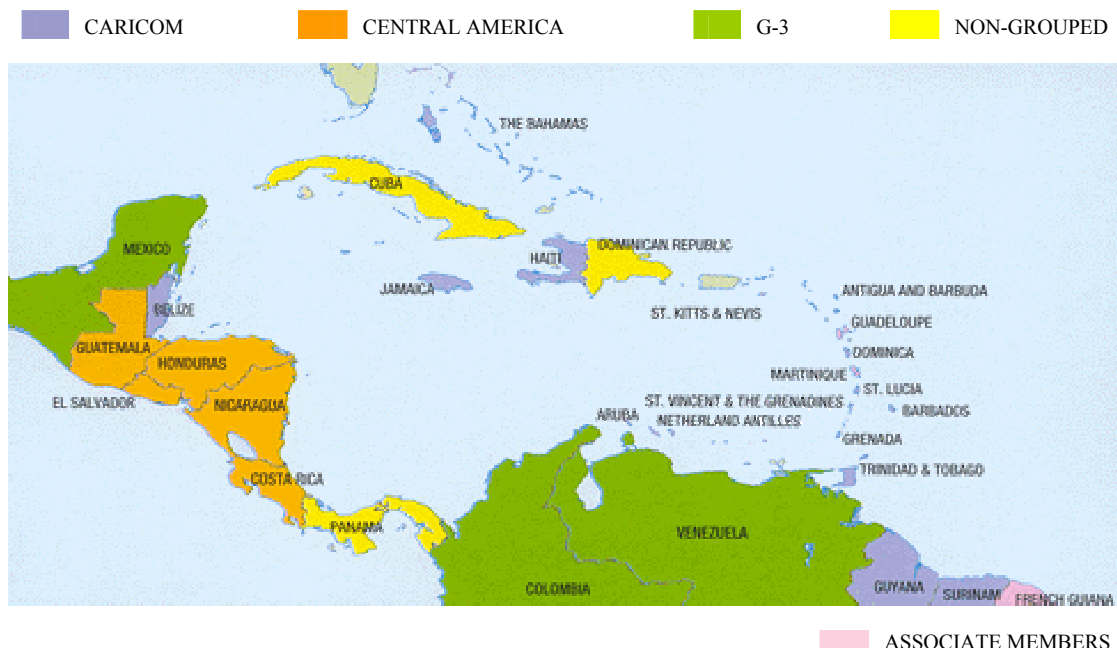 CARICOM
CENTRAL AMERICA
G-3
NON-GROUPED
THE BAHAMAS
CUBA
MEXICO
DOMINICAN REPUBLIC
HAITI
JAMAICA
BELIZE
ST. KITTS & NEVIS
ANTIGUA AND BARBUDA
GUADELOUPE
GUATEMALA
HONDURAS
DOMINICA
MARTINIQUE
ST. LUCIA
EL SALVADOR
NICARAGUA
ST. VINCENT & THE GRENADINES
BARBADOS
ARUBA
NETHERLAND ANTILLES
GRENADA
TRINIDAD & TOBAGO
COSTA RICA
PANAMA
VENEZUELA
COLOMBIA
GUYANA
SURINAM
FRENCH GUIANA
ASSOCIATE MEMBERS